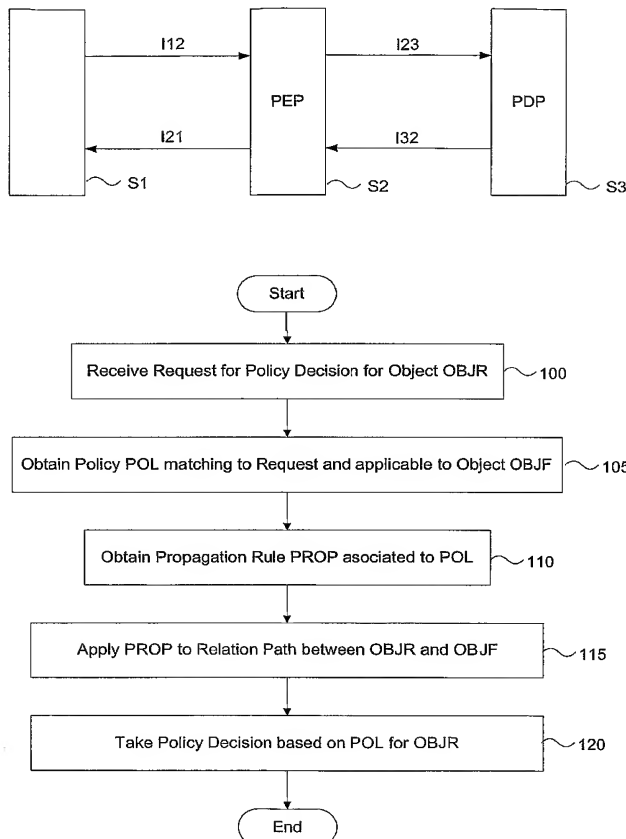 I12
I23
PEP
PDP
I21
I32
S1
S2
S3
Start
Receive Request for Policy Decision for Object OBJR
100
Obtain Policy POL matching to Request and applicable to Object OBJF
105
Obtain Propagation Rule PROP asociated to POL
110
Apply PROP to Relation Path between OBJR and OBJF
115
Take Policy Decision based on POL for OBJR
120
End